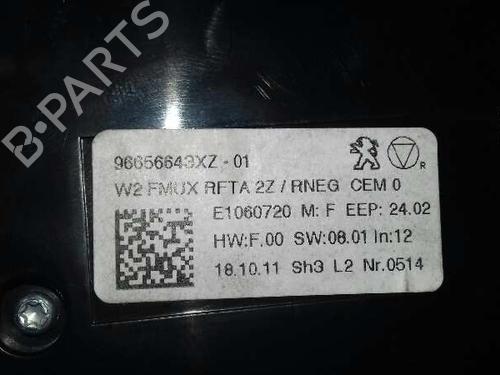 B-PARTS
96656643XZ-01
W2 FMUX RFTA 2Z / RNEG CEM 0
E1060720 M: F EEP: 24.02
HW:F.00 SW:08.01 In:12
18.10.11 Sh3 L2 Nr.0514
R